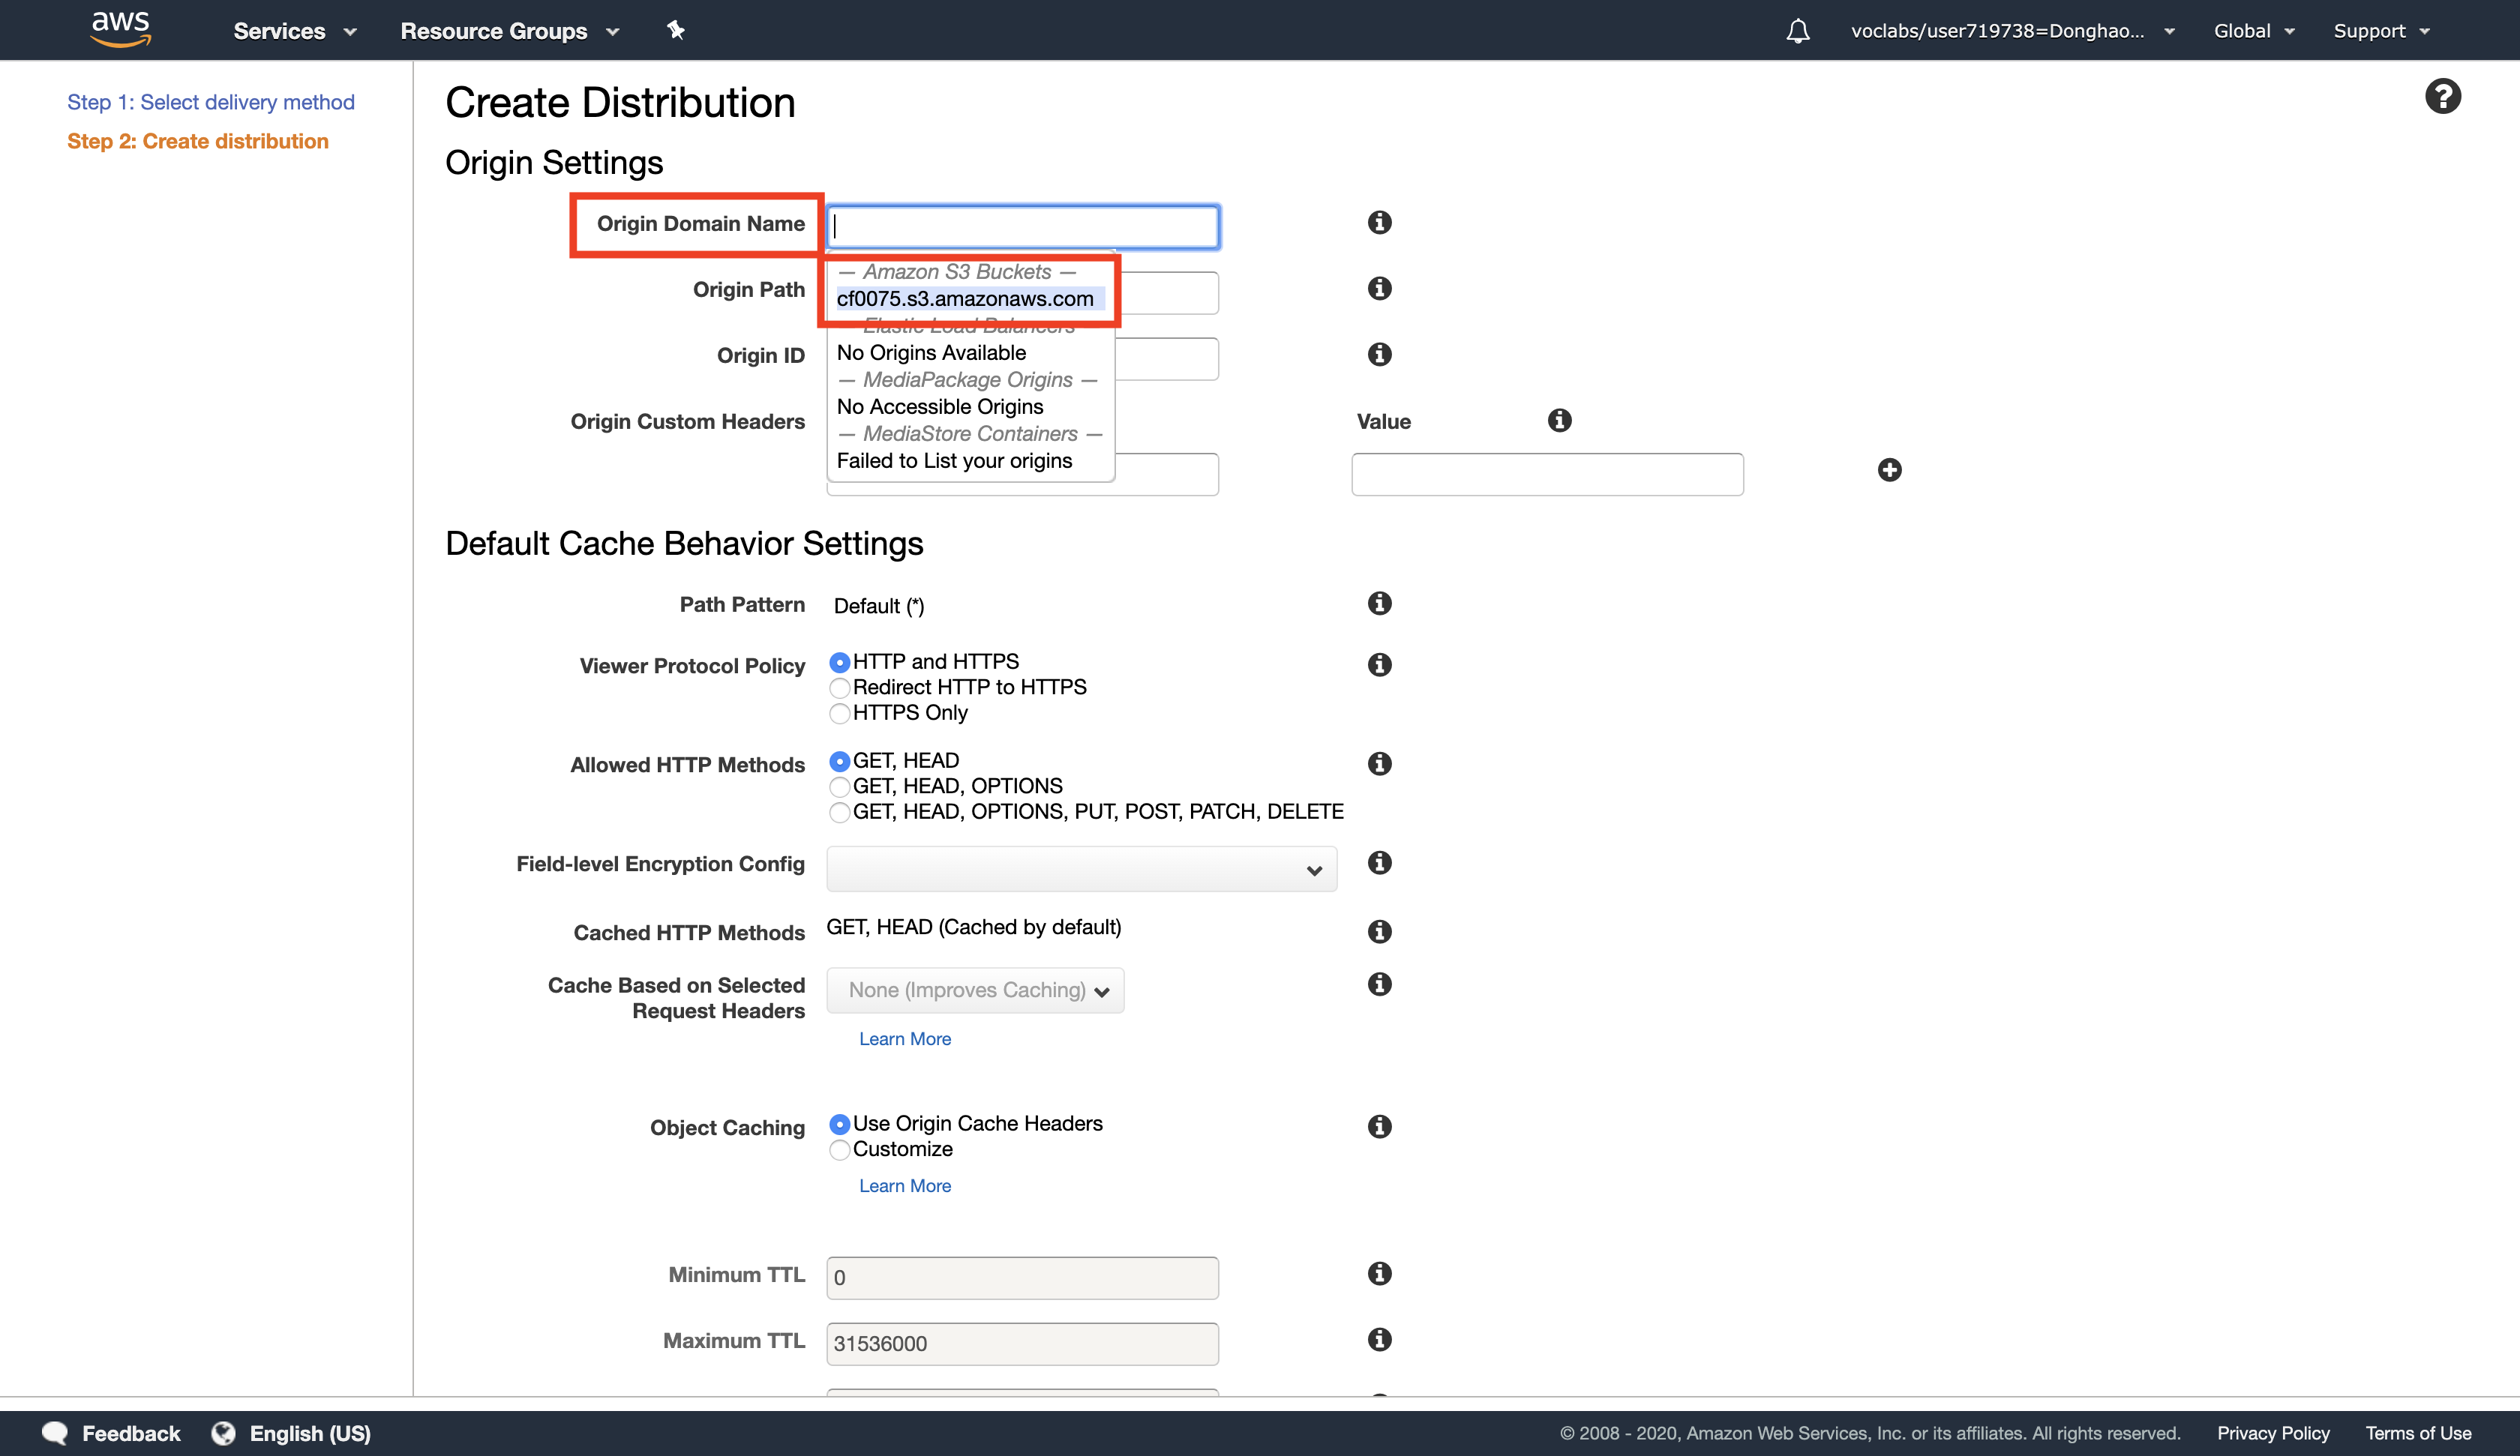 aws Services Resource Groups voclabs/user719738=Donghao... Global Support
Step 1: Select delivery method
Step 2: Create distribution
Create Distribution
Origin Settings
Origin Domain Name
— Amazon S3 Buckets —
cf0075.s3.amazonaws.com
Origin Path
— Elastic Load Balancers —
No Origins Available
Origin ID
— MediaPackage Origins —
No Accessible Origins
Origin Custom Headers
Value
— MediaStore Containers —
Failed to List your origins
Default Cache Behavior Settings
Path Pattern Default (*)
Viewer Protocol Policy HTTP and HTTPS
Redirect HTTP to HTTPS
HTTPS Only
Allowed HTTP Methods GET, HEAD
GET, HEAD, OPTIONS
GET, HEAD, OPTIONS, PUT, POST, PATCH, DELETE
Field-level Encryption Config
Cached HTTP Methods GET, HEAD (Cached by default)
Cache Based on Selected
Request Headers
None (Improves Caching)
Learn More
Object Caching Use Origin Cache Headers
Customize
Learn More
Minimum TTL 0
Maximum TTL 31536000
Feedback English (US) © 2008 - 2020, Amazon Web Services, Inc. or its affiliates. All rights reserved. Privacy Policy Terms of Use